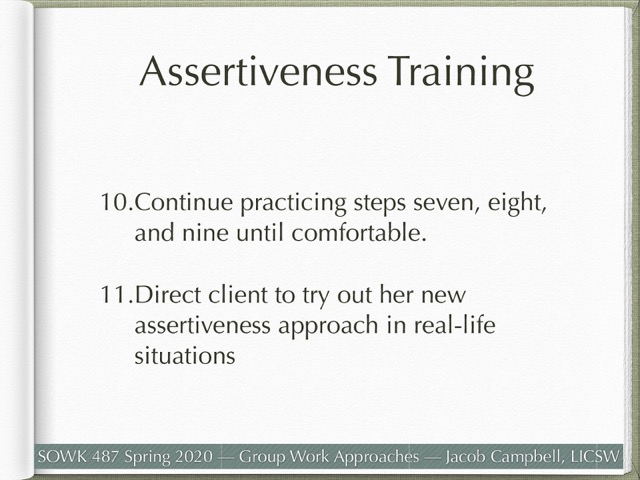 Assertiveness Training
10.Continue practicing steps seven, eight,
and nine until comfortable.
11.Direct client to try out her new
assertiveness approach in real-life
situations
SOWK 487 Spring 2020 — Group Work Approaches — Jacob Campbell, LICSW